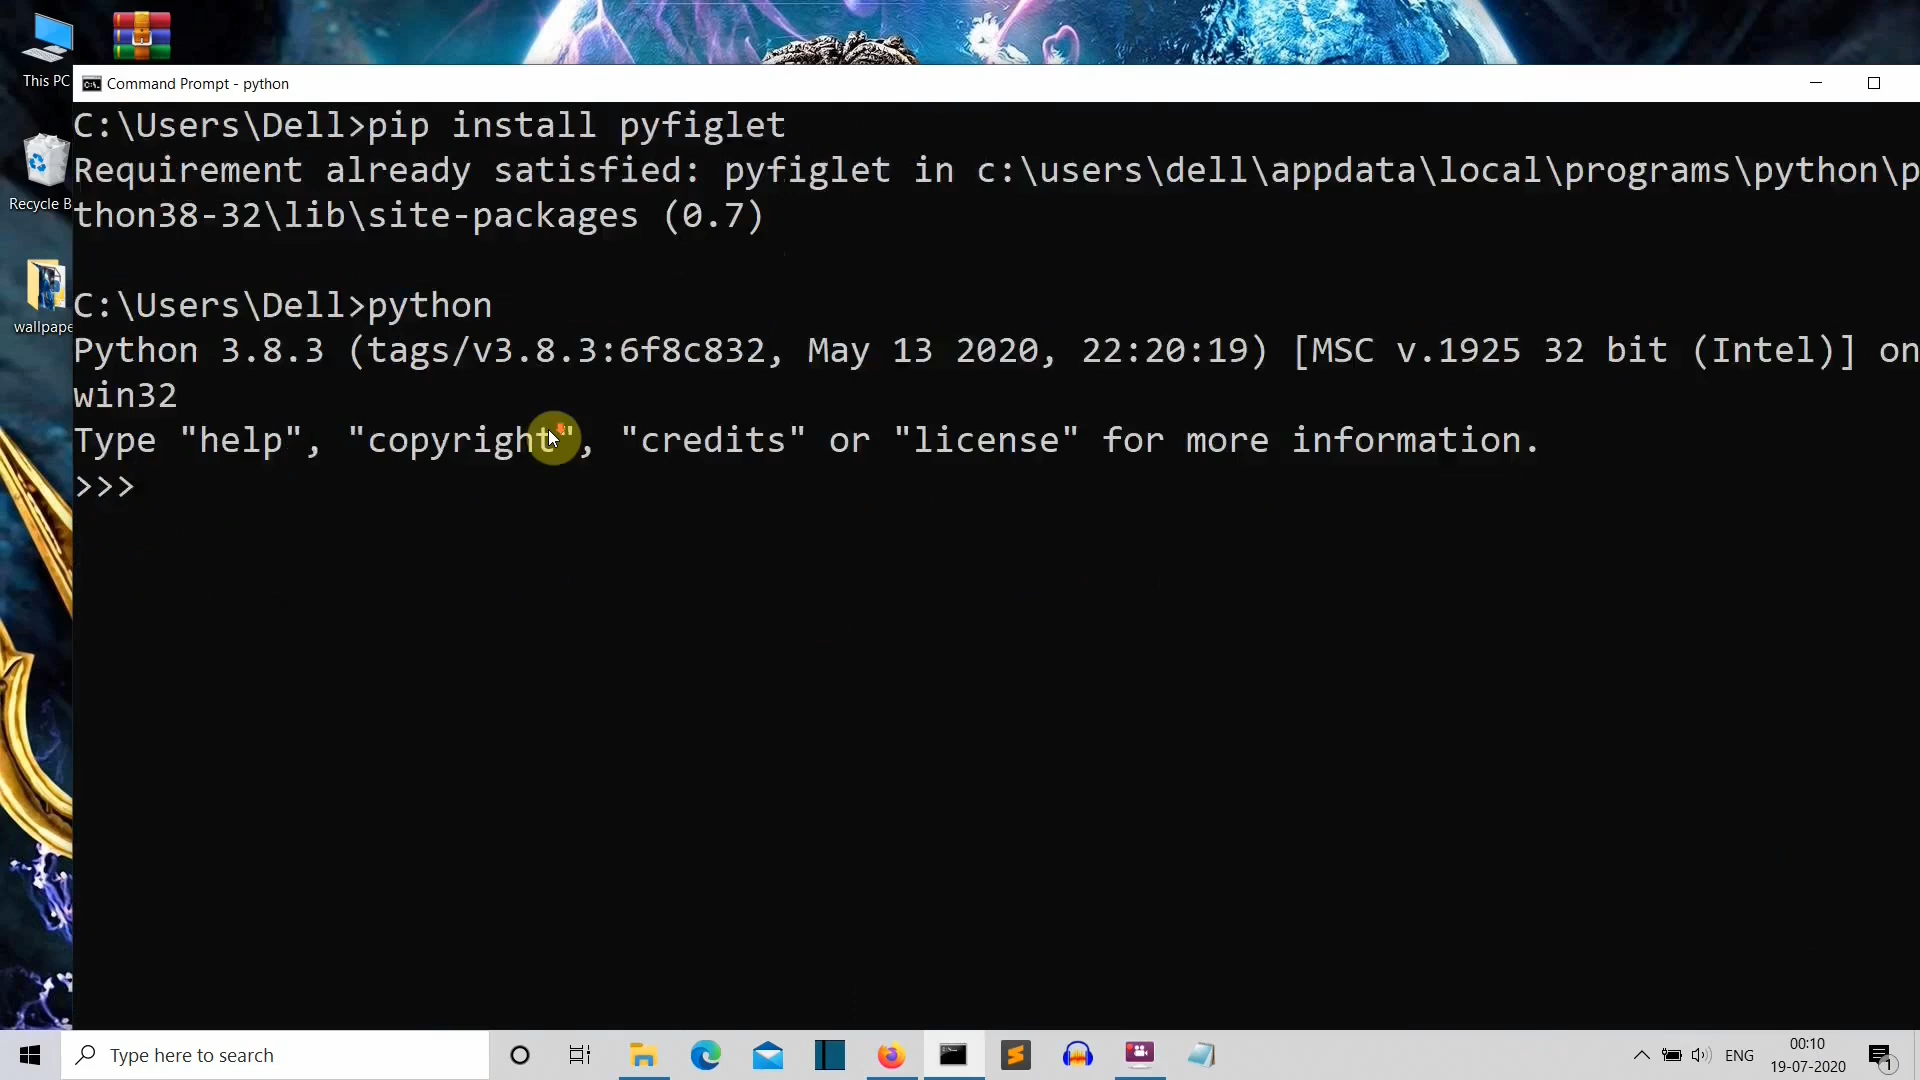 This PC
Command Prompt - python
C:\Users\Dell>pip install pyfiglet
Requirement already satisfied: pyfiglet in c:\users\dell\appdata\local\programs\python\p
thon38-32\lib\site-packages (0.7)
Recycle B
C:\Users\Dell>python
wallpape
Python 3.8.3 (tags/v3.8.3:6f8c832, May 13 2020, 22:20:19) [MSC v.1925 32 bit (Intel)] on
win32
Type "help", "copyright", "credits" or "license" for more information.
>>>
Type here to search
ENG
00:10
19-07-2020
1